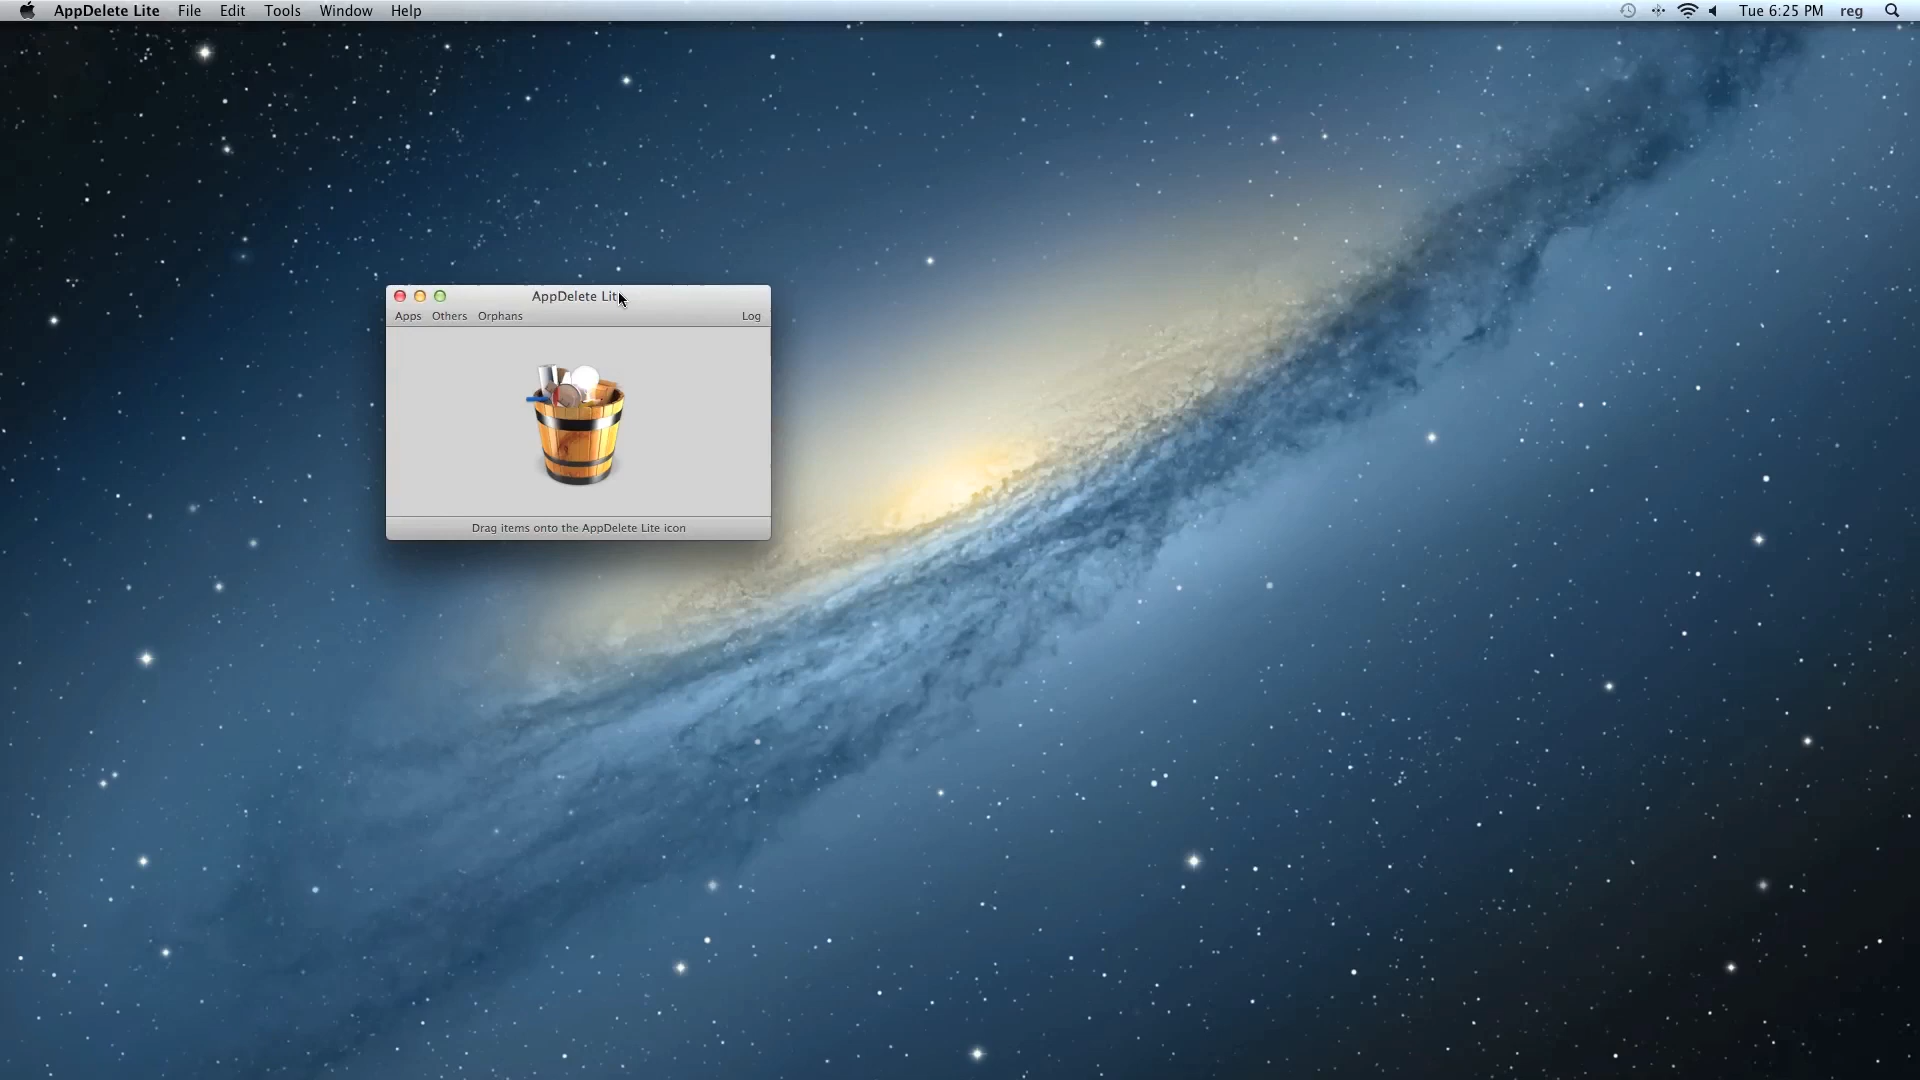 AppDelete Lite File Edit Tools Window Help Tue 6:25 PM reg
AppDelete Lit
Apps Others Orphans Log
Drag items onto the AppDelete Lite icon